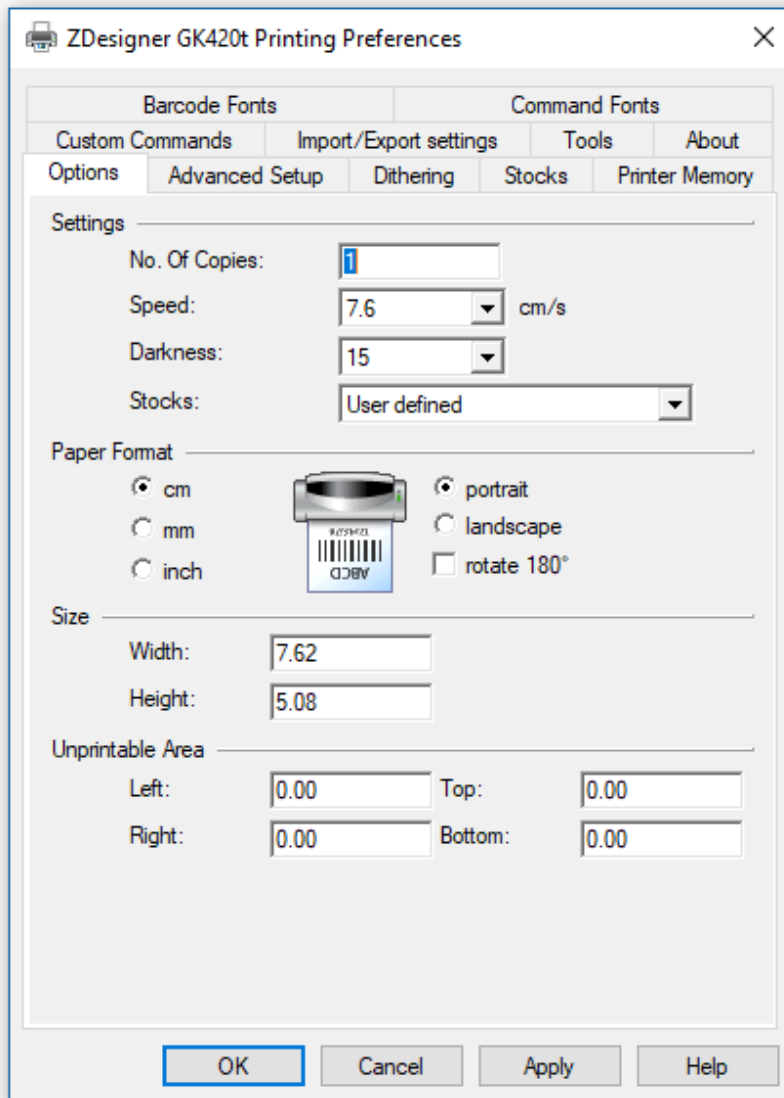 ZDesigner GK420t Printing Preferences
Barcode Fonts Command Fonts
Custom Commands Import/Export settings Tools About
Options Advanced Setup Dithering Stocks Printer Memory
Settings
No. Of Copies: 1
Speed: 7.6 cm/s
Darkness: 15
Stocks: User defined
Paper Format
cm portrait
mm landscape
inch rotate 180°
ABCD
Size
Width: 7.62
Height: 5.08
Unprintable Area
Left: 0.00 Top: 0.00
Right: 0.00 Bottom: 0.00
OK Cancel Apply Help